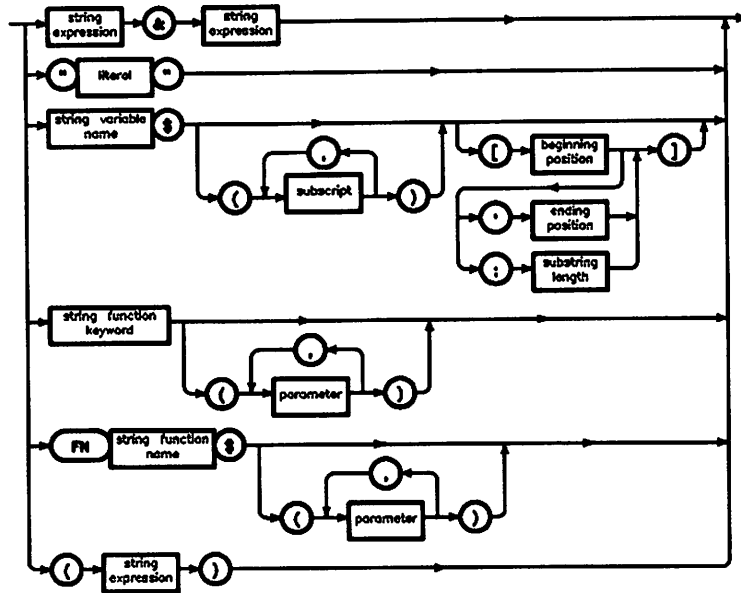 string expression & string expression
" literal "
string variable name $
( , subscript )
[ beginning position ]
, ending position
: substring length
string function keyword
( , parameter )
FN string function name $
( , parameter )
( string expression )